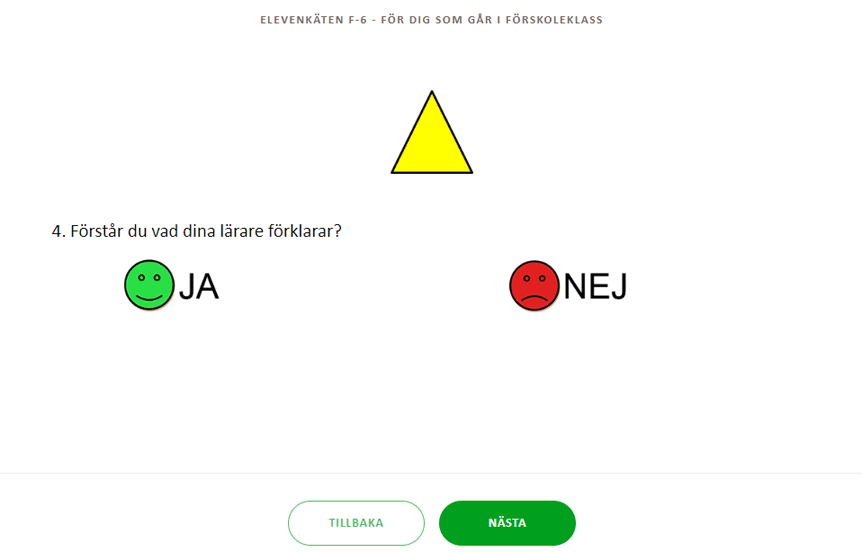 ELEVENKÄTEN F-6 - FÖR DIG SOM GÅR I FÖRSKOLEKLASS
4. Förstår du vad dina lärare förklarar?
JA
NEJ
TILLBAKA
NÄSTA